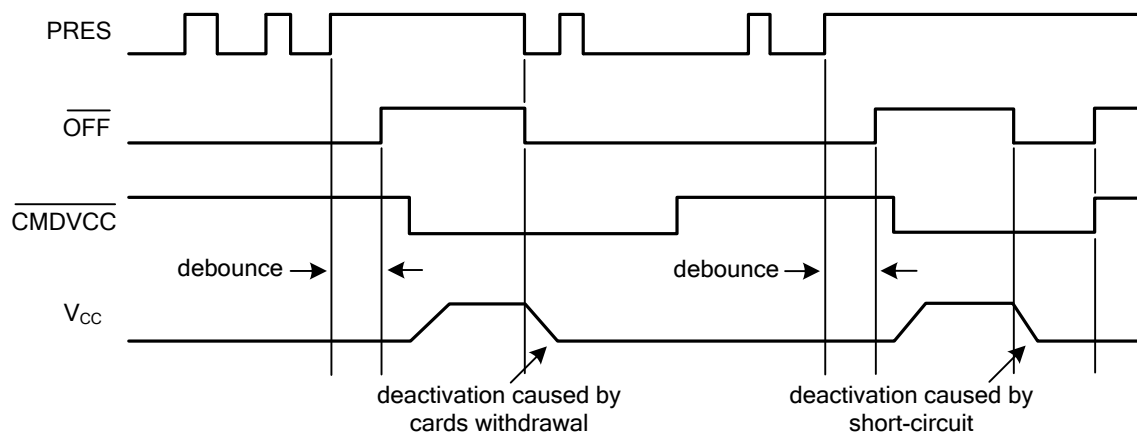 PRES
OFF
CMDVCC
debounce
debounce
VCC
deactivation caused by
cards withdrawal
deactivation caused by
short-circuit